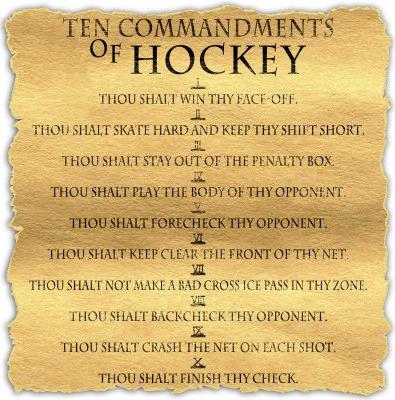 TEN COMMANDMENTS
OF HOCKEY
I
THOU SHALT WIN THY FACE-OFF.
II
THOU SHALT SKATE HARD AND KEEP THY SHIFT SHORT.
III
THOU SHALT STAY OUT OF THE PENALTY BOX.
IV
THOU SHALT PLAY THE BODY OF THY OPPONENT.
V
THOU SHALT FORECHECK THY OPPONENT.
VI
THOU SHALT KEEP CLEAR THE FRONT OF THY NET.
VII
THOU SHALT NOT MAKE A BAD CROSS ICE PASS IN THY ZONE.
VIII
THOU SHALT BACKCHECK THY OPPONENT.
IX
THOU SHALT CRASH THE NET ON EACH SHOT.
X
THOU SHALT FINISH THY CHECK.